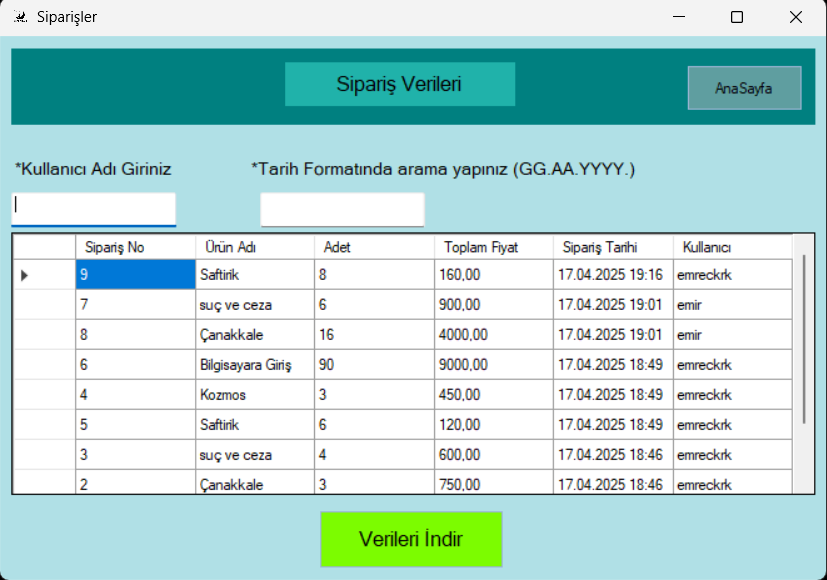 Siparişler
Sipariş Verileri
AnaSayfa
*Kullanıcı Adı Giriniz *Tarih Formatında arama yapınız (GG.AA.YYYY.)
Sipariş No Ürün Adı Adet Toplam Fiyat Sipariş Tarihi Kullanıcı
9 Saftirik 8 160,00 17.04.2025 19:16 emreckrk
7 suç ve ceza 6 900,00 17.04.2025 19:01 emir
8 Çanakkale 16 4000,00 17.04.2025 19:01 emir
6 Bilgisayara Giriş 90 9000,00 17.04.2025 18:49 emreckrk
4 Kozmos 3 450,00 17.04.2025 18:49 emreckrk
5 Saftirik 6 120,00 17.04.2025 18:49 emreckrk
3 suç ve ceza 4 600,00 17.04.2025 18:46 emreckrk
2 Çanakkale 3 750,00 17.04.2025 18:46 emreckrk
Verileri İndir